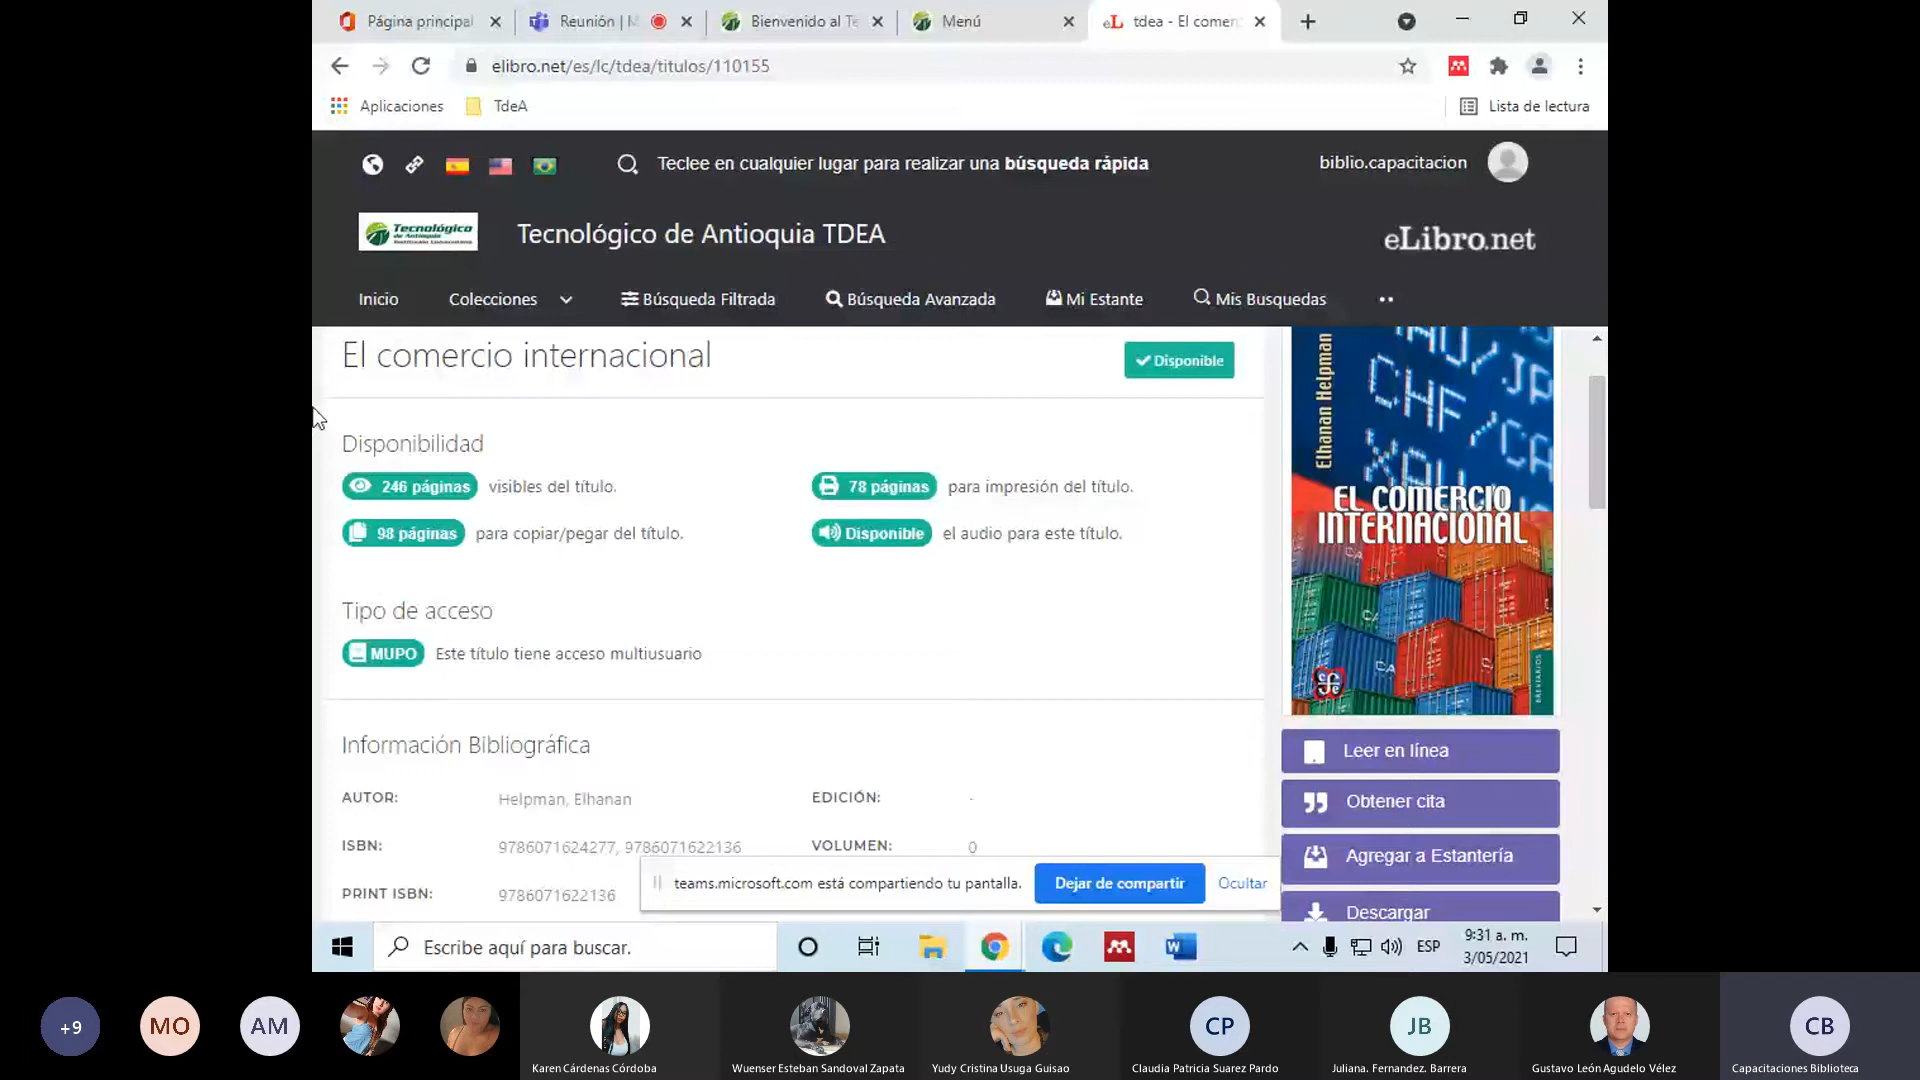 Página principal
Reunión | M
Bienvenido al Te
Menú
eL tdea - El comer
elibro.net/es/lc/tdea/titulos/110155
Aplicaciones
TdeA
Lista de lectura
Teclee en cualquier lugar para realizar una búsqueda rápida
biblio.capacitacion
Tecnológico
de Antioquia
Tecnológico de Antioquia TDEA
eLibro.net
Inicio
Colecciones
Búsqueda Filtrada
Búsqueda Avanzada
Mi Estante
Mis Busquedas
El comercio internacional
Disponible
Disponibilidad
246 páginas visibles del título.
78 páginas para impresión del título.
98 páginas para copiar/pegar del título.
Disponible el audio para este título.
Tipo de acceso
MUPO Este título tiene acceso multiusuario
Información Bibliográfica
AUTOR: Helpman, Elhanan
EDICIÓN: -
ISBN: 9786071624277, 9786071622136
VOLUMEN: 0
PRINT ISBN: 9786071622136
Elhanan Helpman
CHF/CA
XAU/
EL COMERCIO
INTERNACIONAL
BREVIARIOS
Leer en línea
Obtener cita
Agregar a Estantería
Descargar
teams.microsoft.com está compartiendo tu pantalla.
Dejar de compartir
Ocultar
Escribe aquí para buscar.
ESP
9:31 a. m.
3/05/2021
+9
MO
AM
CP
JB
CB
Karen Cárdenas Córdoba
Wuenser Esteban Sandoval Zapata
Yudy Cristina Usuga Guisao
Claudia Patricia Suarez Pardo
Juliana. Fernandez. Barrera
Gustavo León Agudelo Vélez
Capacitaciones Biblioteca